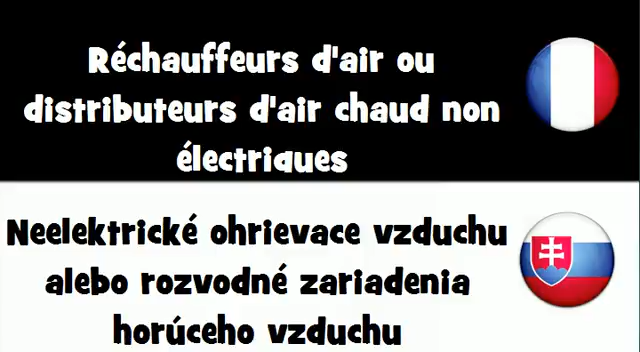 Réchauffeurs d'air ou
distributeurs d'air chaud non
électriques
Neelektrické ohrievace vzduchu
alebo rozvodné zariadenia
horúceho vzduchu